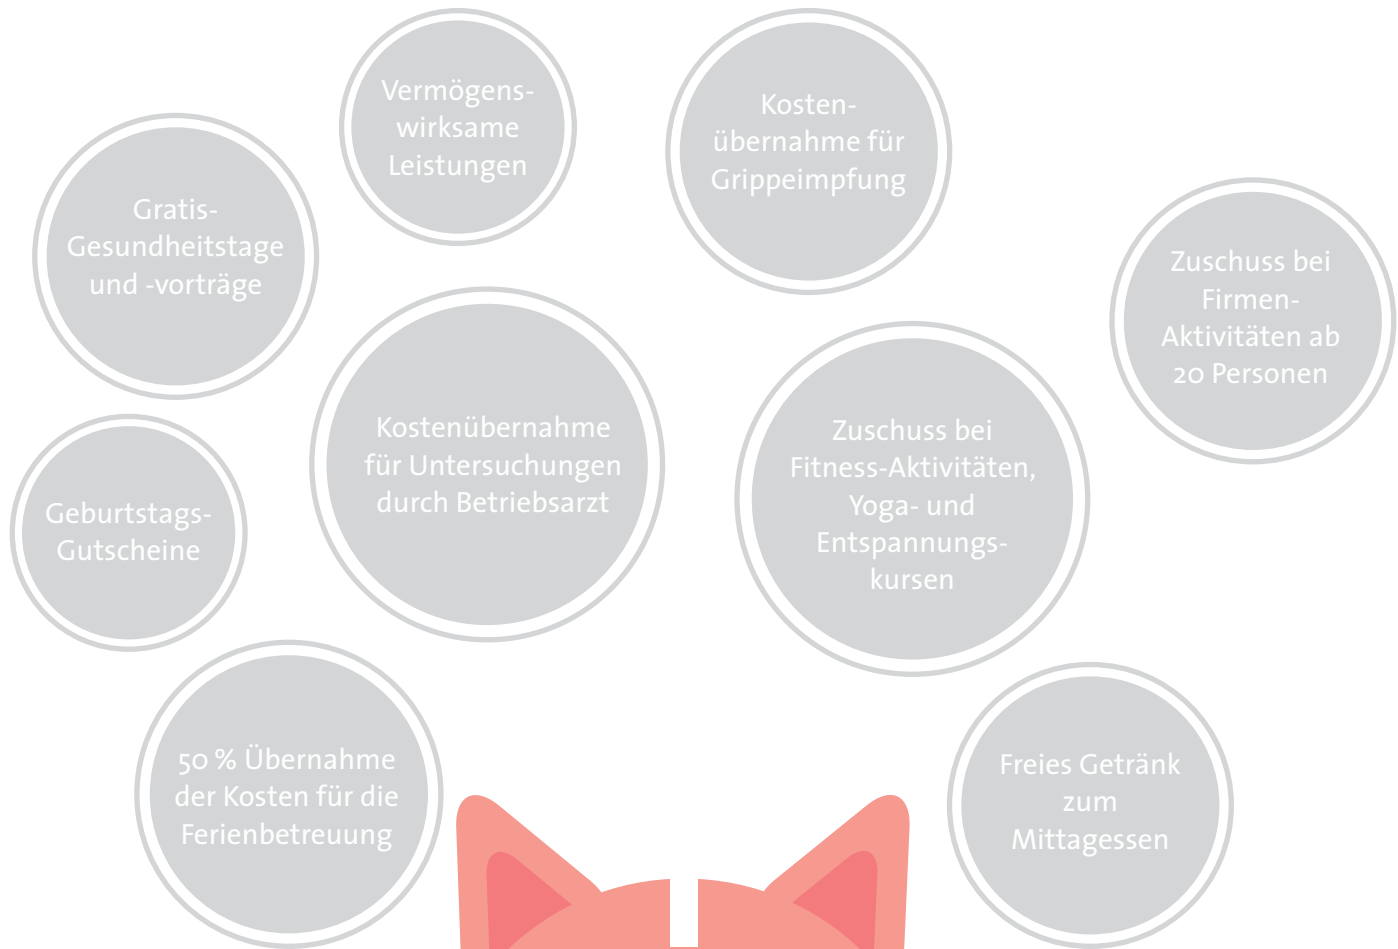 Vermögens-
wirksame
Leistungen
Kosten-
übernahme für
Grippeimpfung
Gratis-
Gesundheitstage
und -vorträge
Zuschuss bei
Firmen-
Aktivitäten ab
20 Personen
Kostenübernahme
für Untersuchungen
durch Betriebsarzt
Zuschuss bei
Fitness-Aktivitäten,
Yoga- und
Entspannungs-
kursen
Geburtstags-
Gutscheine
50 % Übernahme
der Kosten für die
Ferienbetreuung
Freies Getränk
zum
Mittagessen